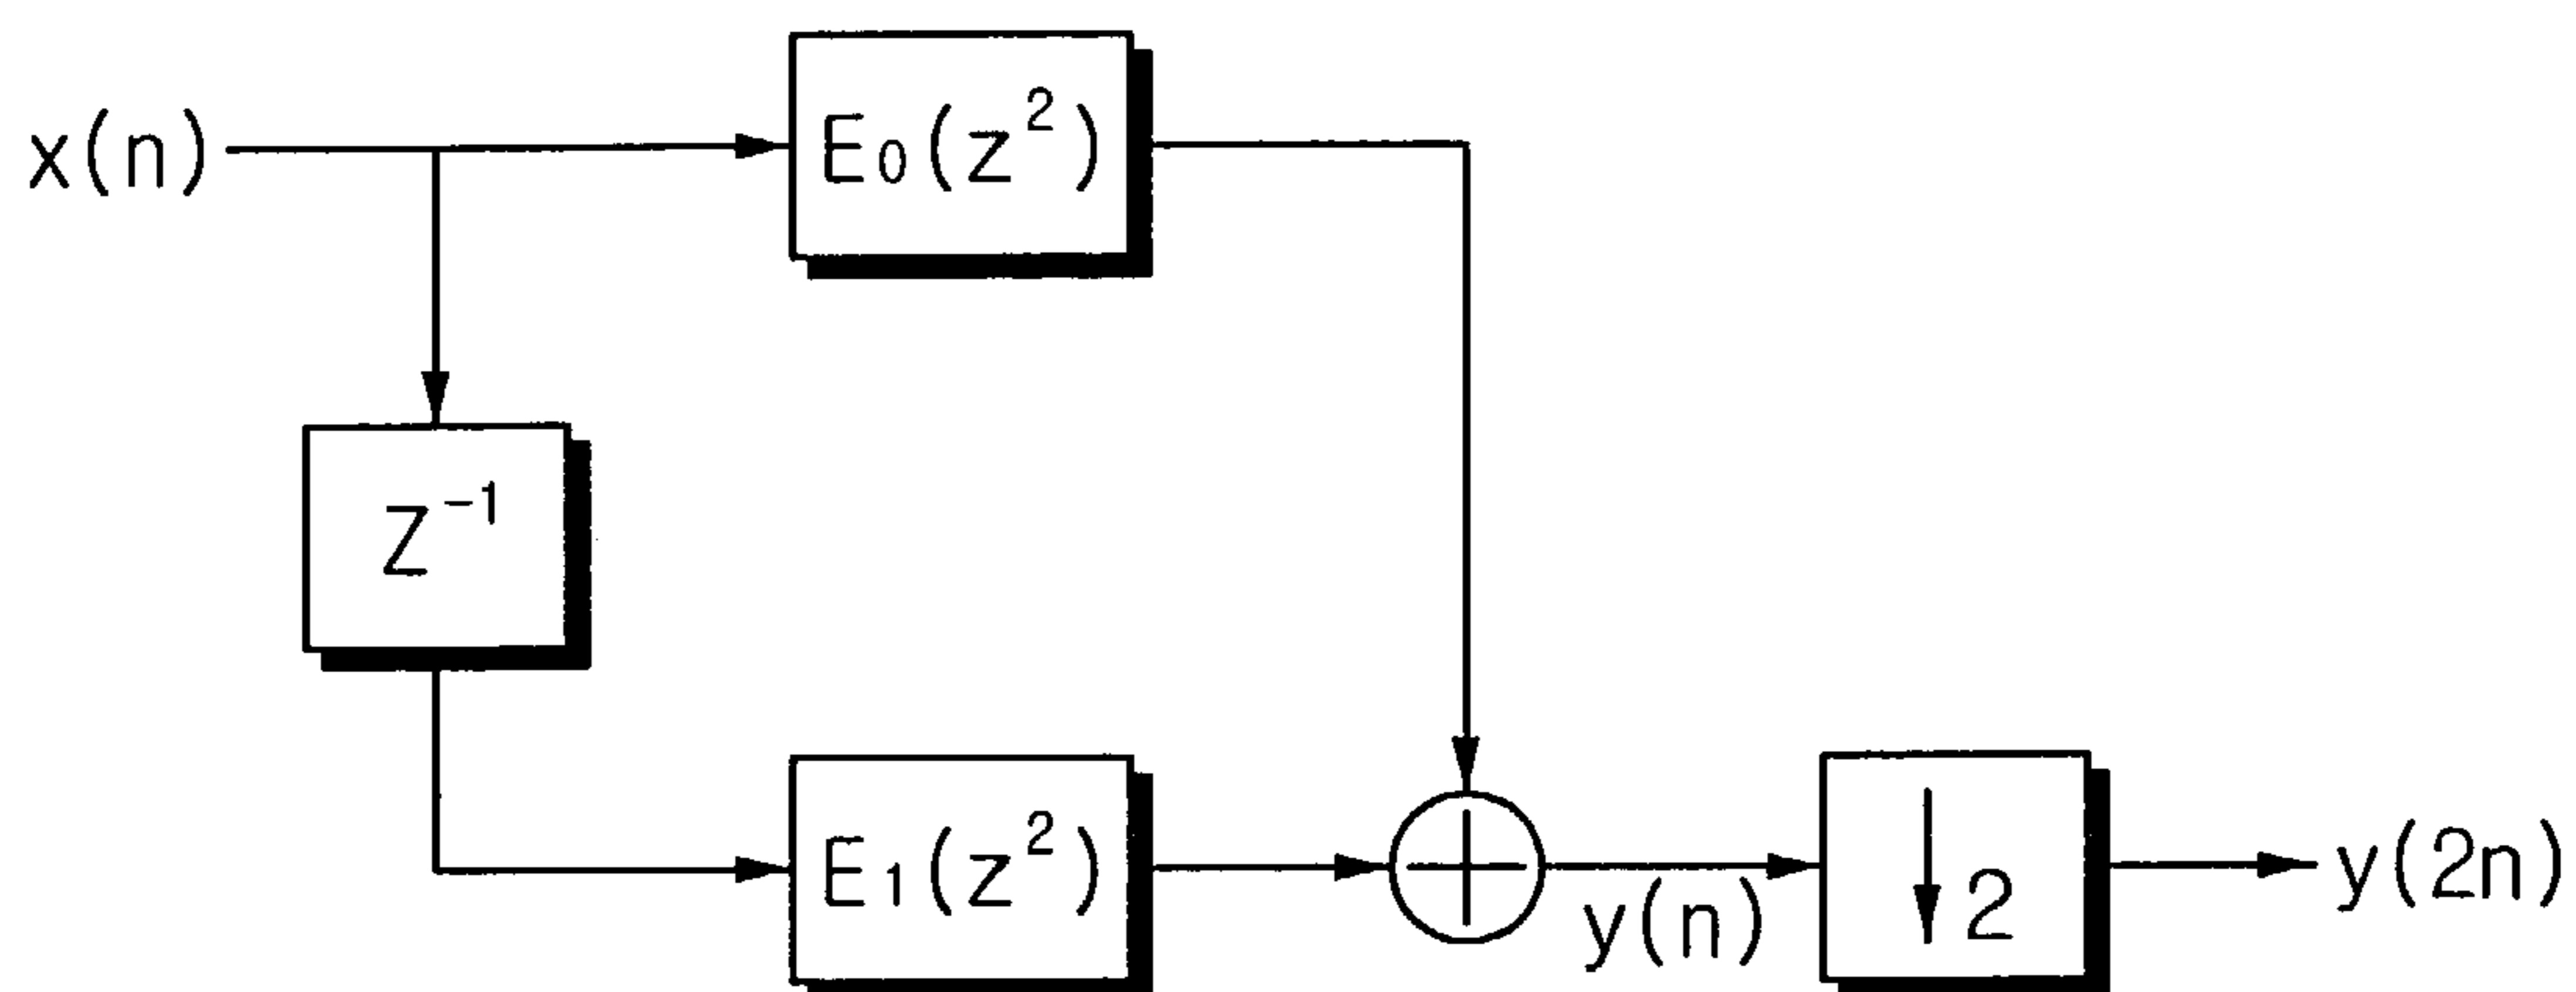 x(n)
E₀(z²)
Z⁻¹
E₁(z²)
y(n)
↓2
y(2n)